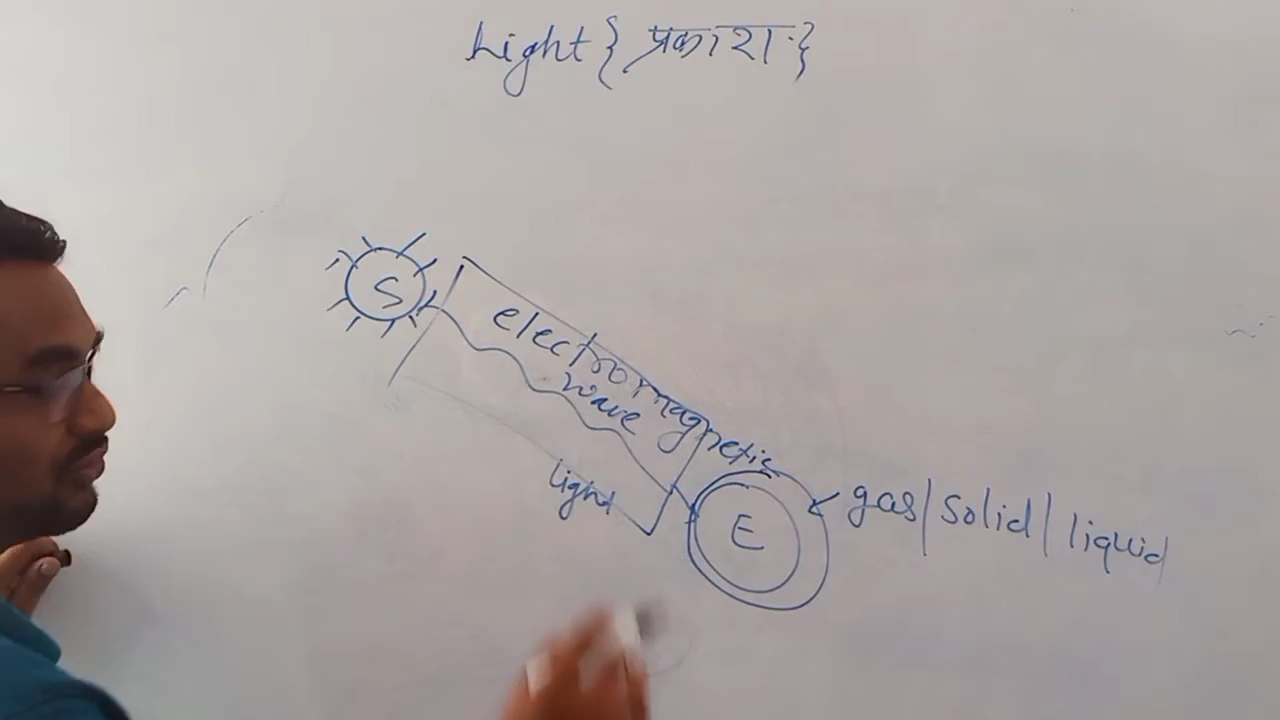 Light { प्रकाश }
S
electromagnetic
wave
light
E
gas/solid/liquid